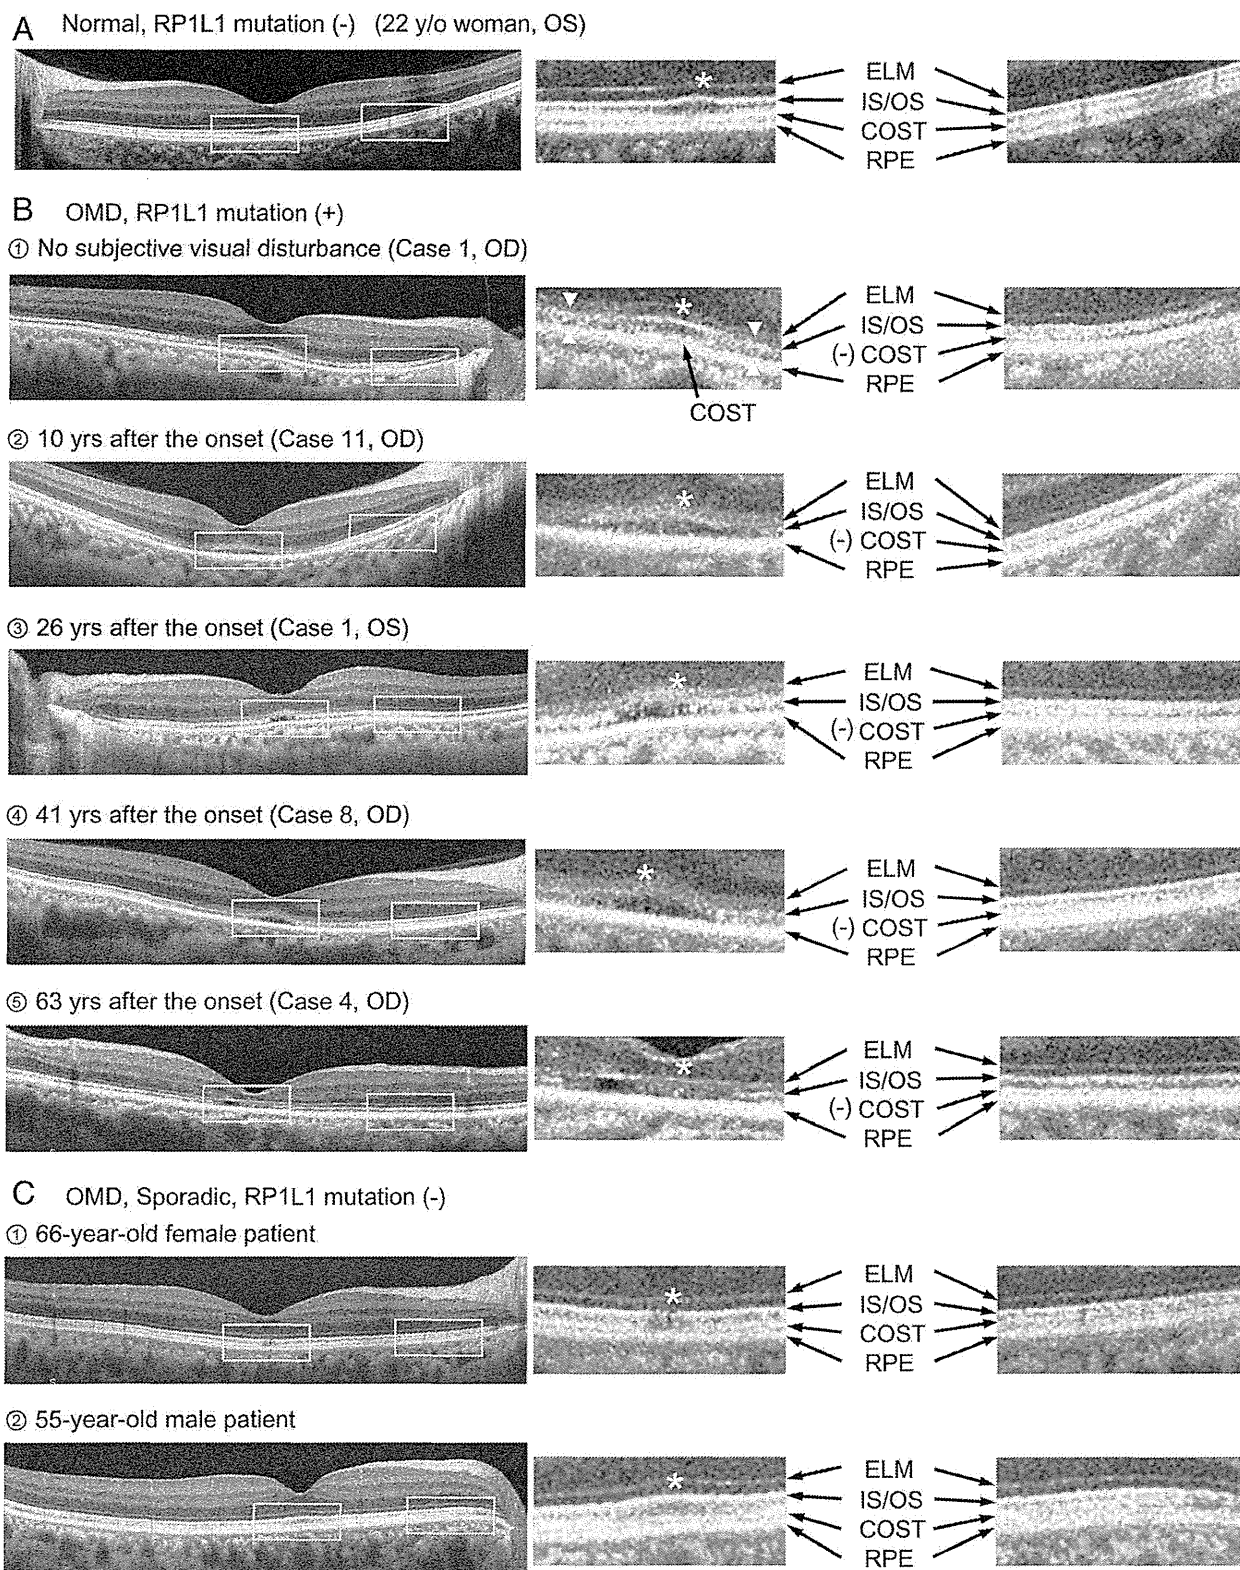 A Normal, RP1L1 mutation (-) (22 y/o woman, OS)
*
ELM
IS/OS
COST
RPE
B OMD, RP1L1 mutation (+)
① No subjective visual disturbance (Case 1, OD)
*
ELM
IS/OS
(-) COST
RPE
COST
② 10 yrs after the onset (Case 11, OD)
*
ELM
IS/OS
(-) COST
RPE
③ 26 yrs after the onset (Case 1, OS)
*
ELM
IS/OS
(-) COST
RPE
④ 41 yrs after the onset (Case 8, OD)
*
ELM
IS/OS
(-) COST
RPE
⑤ 63 yrs after the onset (Case 4, OD)
*
ELM
IS/OS
(-) COST
RPE
C OMD, Sporadic, RP1L1 mutation (-)
① 66-year-old female patient
*
ELM
IS/OS
COST
RPE
② 55-year-old male patient
*
ELM
IS/OS
COST
RPE